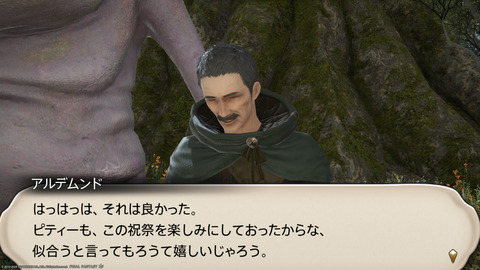 アルデムンド
はっはっは、それは良かった。
ピティーも、この祝祭を楽しみにしておったからな、
似合うと言ってもろうて嬉しいじゃろう。
FINAL FANTASY XIV